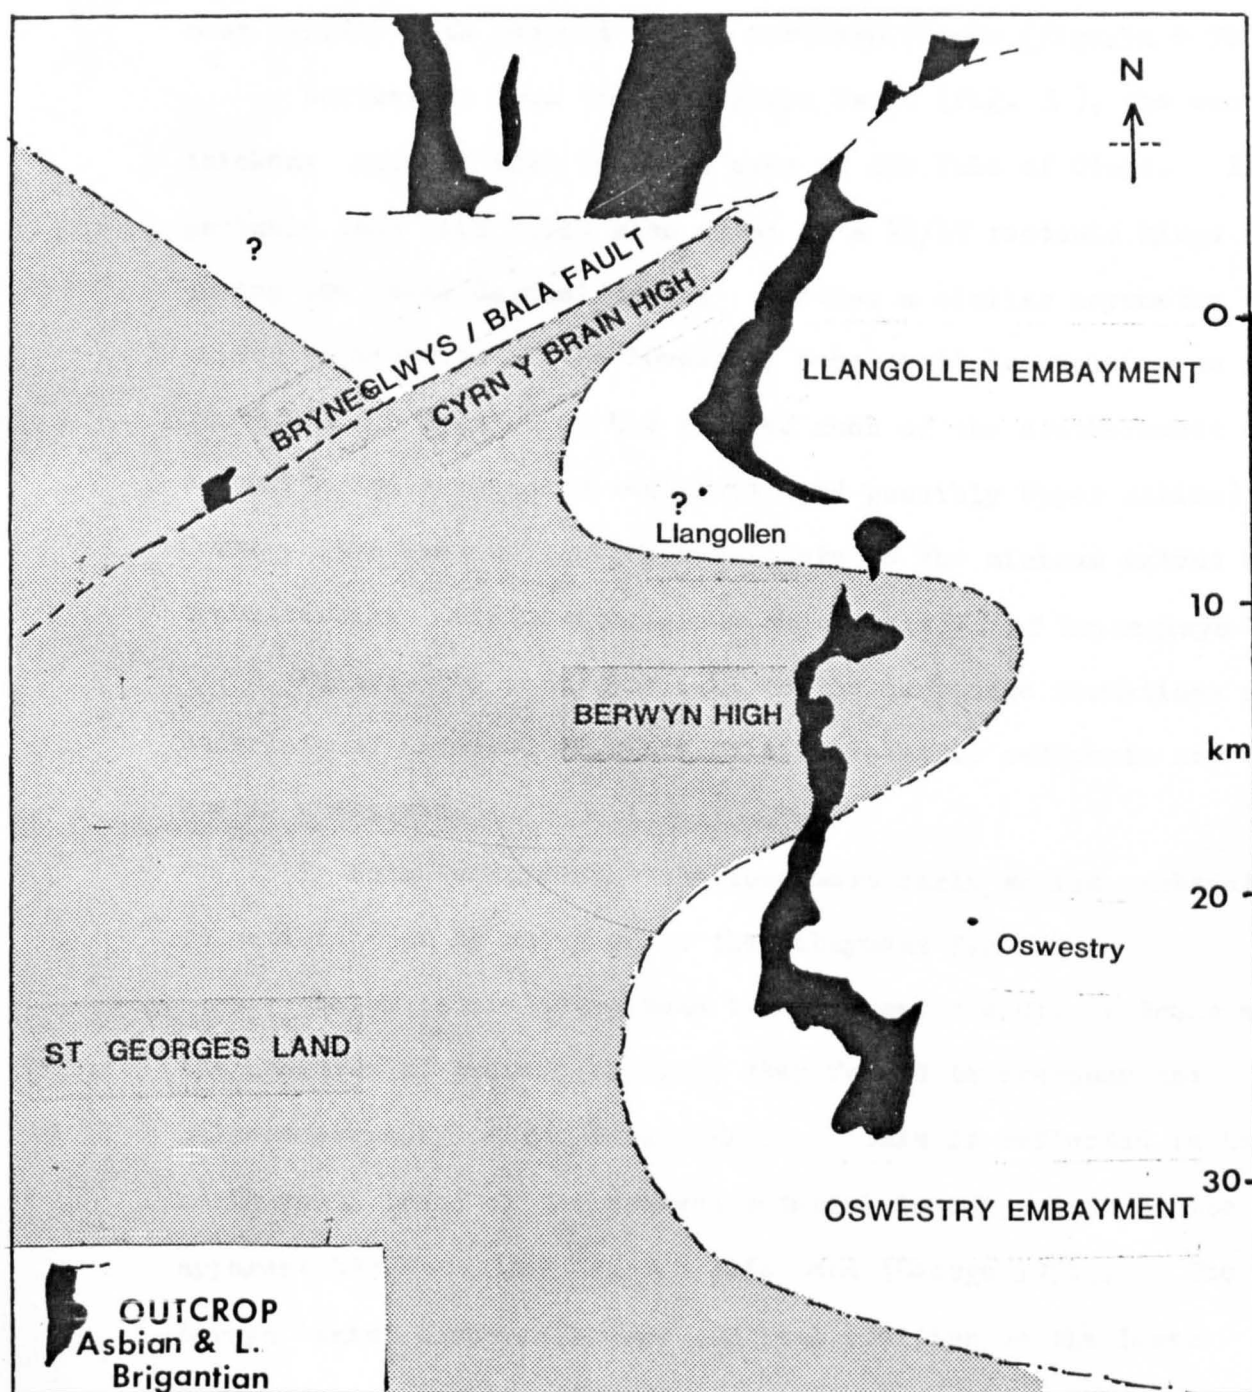 N
?
BRYNEGLWYS / BALA FAULT
CYRN Y BRAIN HIGH
O
LLANGOLLEN EMBAYMENT
?
Llangollen
10
BERWYN HIGH
km
20
Oswestry
ST GEORGES LAND
30
OSWESTRY EMBAYMENT
OUTCROP
Asbian & L.
Brigantian